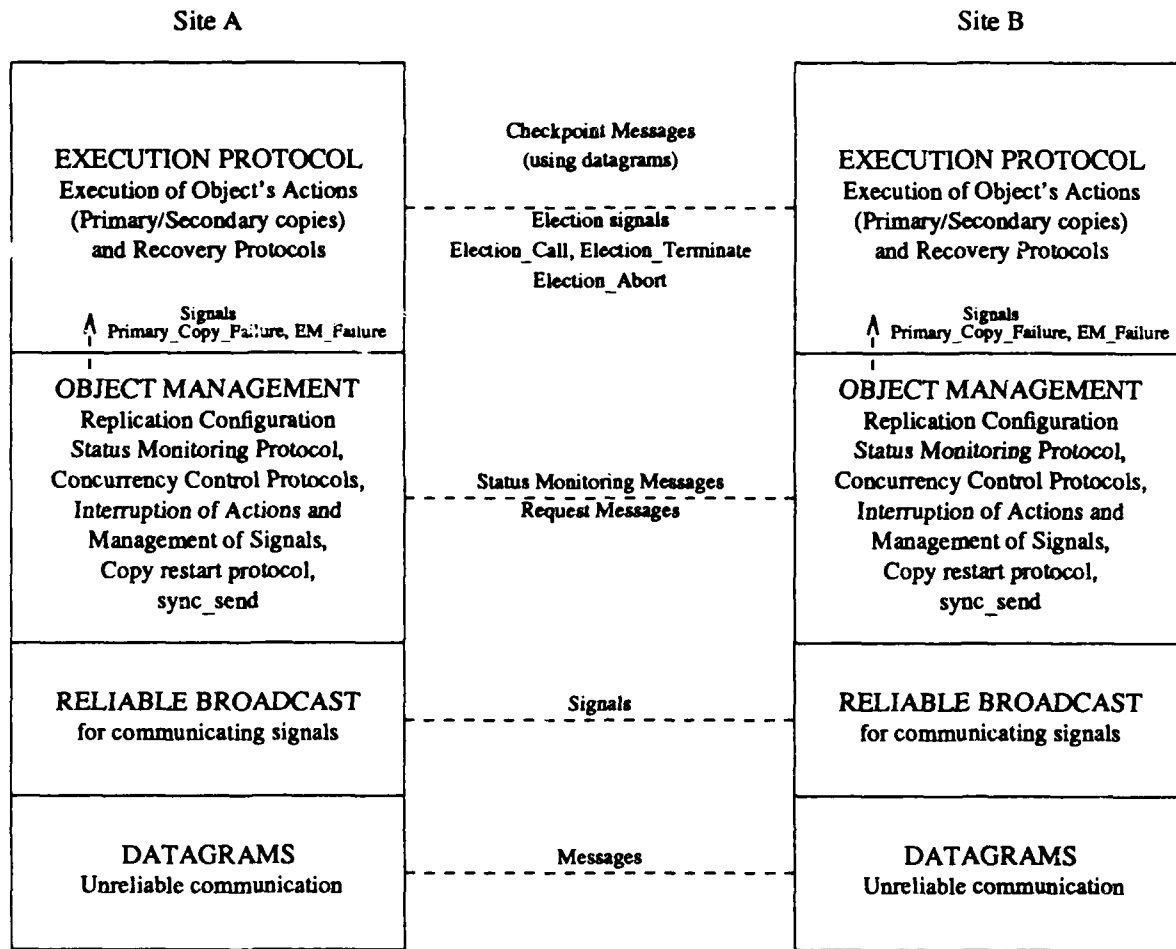 Site A
Site B
EXECUTION PROTOCOL
Execution of Object's Actions
(Primary/Secondary copies)
and Recovery Protocols
Signals
Primary_Copy_Failure, EM_Failure
OBJECT MANAGEMENT
Replication Configuration
Status Monitoring Protocol,
Concurrency Control Protocols,
Interruption of Actions and
Management of Signals,
Copy restart protocol,
sync_send
RELIABLE BROADCAST
for communicating signals
DATAGRAMS
Unreliable communication
Checkpoint Messages
(using datagrams)
Election signals
Election_Call, Election_Terminate
Election_Abort
Status Monitoring Messages
Request Messages
Signals
Messages
EXECUTION PROTOCOL
Execution of Object's Actions
(Primary/Secondary copies)
and Recovery Protocols
Signals
Primary_Copy_Failure, EM_Failure
OBJECT MANAGEMENT
Replication Configuration
Status Monitoring Protocol,
Concurrency Control Protocols,
Interruption of Actions and
Management of Signals,
Copy restart protocol,
sync_send
RELIABLE BROADCAST
for communicating signals
DATAGRAMS
Unreliable communication